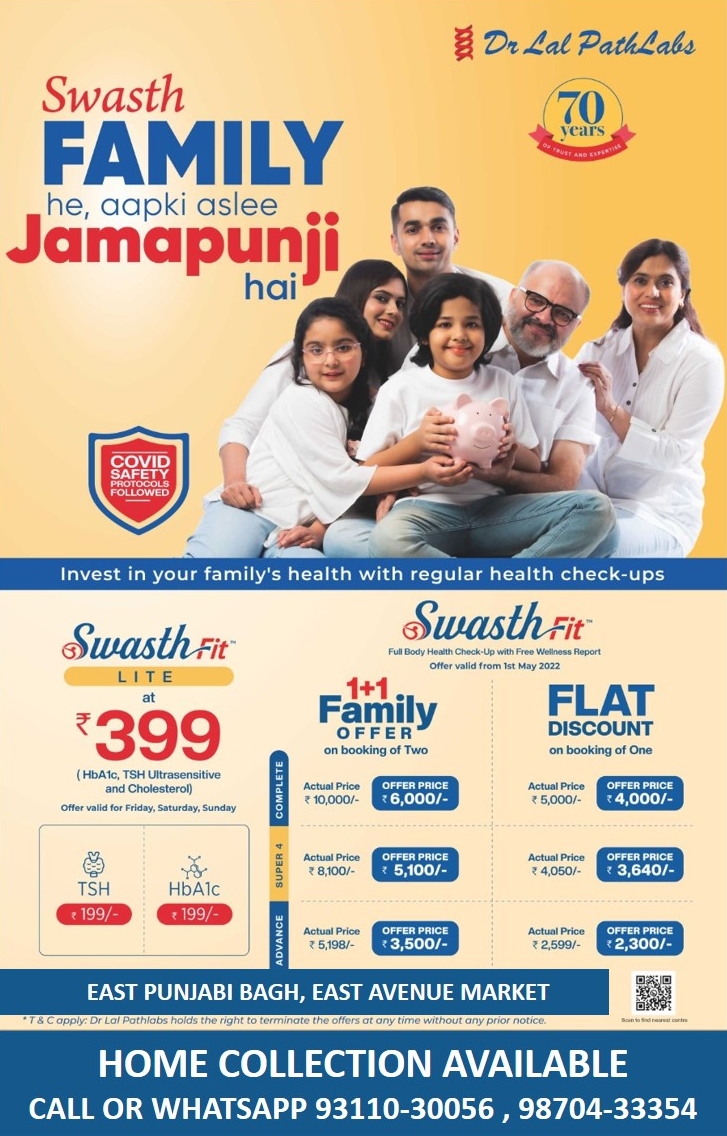 Dr Lal PathLabs
70
years
OF TRUST AND EXPERTISE
Swasth
FAMILY
he, aapki aslee
Jamapunji
hai
COVID
SAFETY
PROTOCOLS
FOLLOWED
Invest in your family's health with regular health check-ups
SwasthFit™
LITE
at
₹399
( HbA1c, TSH Ultrasensitive
and Cholesterol)
Offer valid for Friday, Saturday, Sunday
TSH
₹ 199/-
HbA1c
₹ 199/-
SwasthFit™
Full Body Health Check-Up with Free Wellness Report
Offer valid from 1st May 2022
1+1
Family
OFFER
on booking of Two
FLAT
DISCOUNT
on booking of One
COMPLETE
Actual Price
₹ 10,000/-
OFFER PRICE
₹ 6,000/-
Actual Price
₹ 5,000/-
OFFER PRICE
₹ 4,000/-
SUPER 4
Actual Price
₹ 8,100/-
OFFER PRICE
₹ 5,100/-
Actual Price
₹ 4,050/-
OFFER PRICE
₹ 3,640/-
ADVANCE
Actual Price
₹ 5,198/-
OFFER PRICE
₹ 3,500/-
Actual Price
₹ 2,599/-
OFFER PRICE
₹ 2,300/-
EAST PUNJABI BAGH, EAST AVENUE MARKET
Scan to find nearest centre
* T & C apply: Dr Lal Pathlabs holds the right to terminate the offers at any time without any prior notice.
HOME COLLECTION AVAILABLE
CALL OR WHATSAPP 93110-30056 , 98704-33354